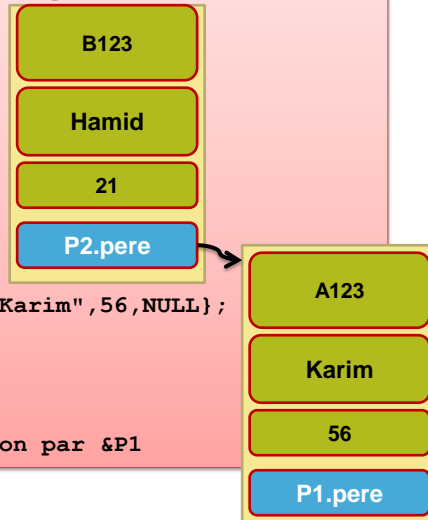 B123
Hamid
21
P2.pere
Karim",56,NULL};
A123
Karim
56
on par &P1
P1.pere